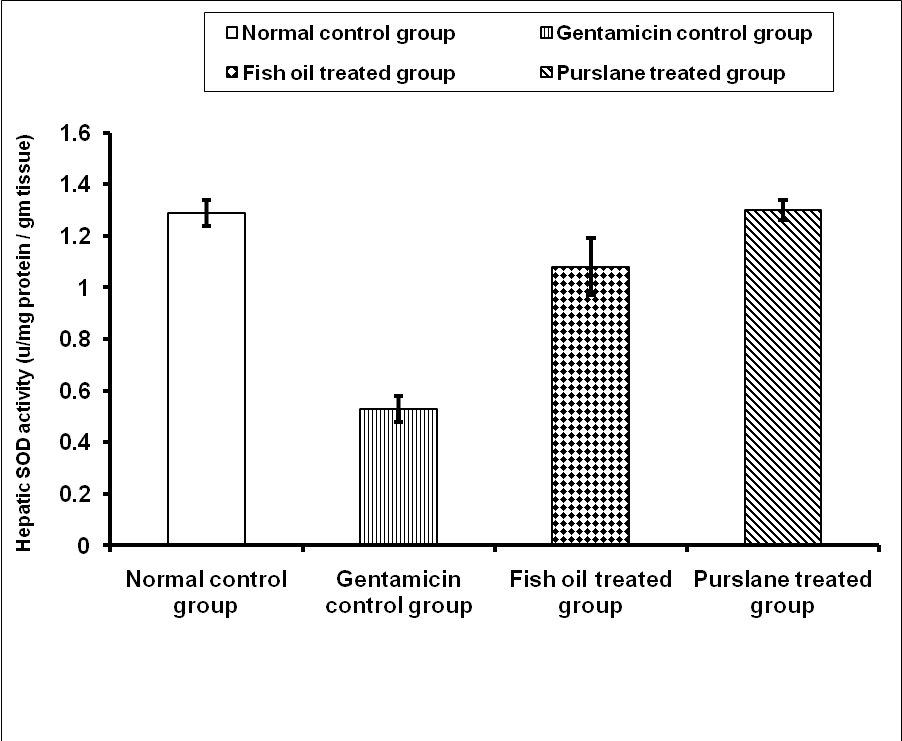 Normal control group
Gentamicin control group
Fish oil treated group
Purslane treated group
Hepatic SOD activity (u/mg protein / gm tissue)
1.6
1.4
1.2
1
0.8
0.6
0.4
0.2
0
Normal control
group
Gentamicin
control group
Fish oil treated
group
Purslane treated
group